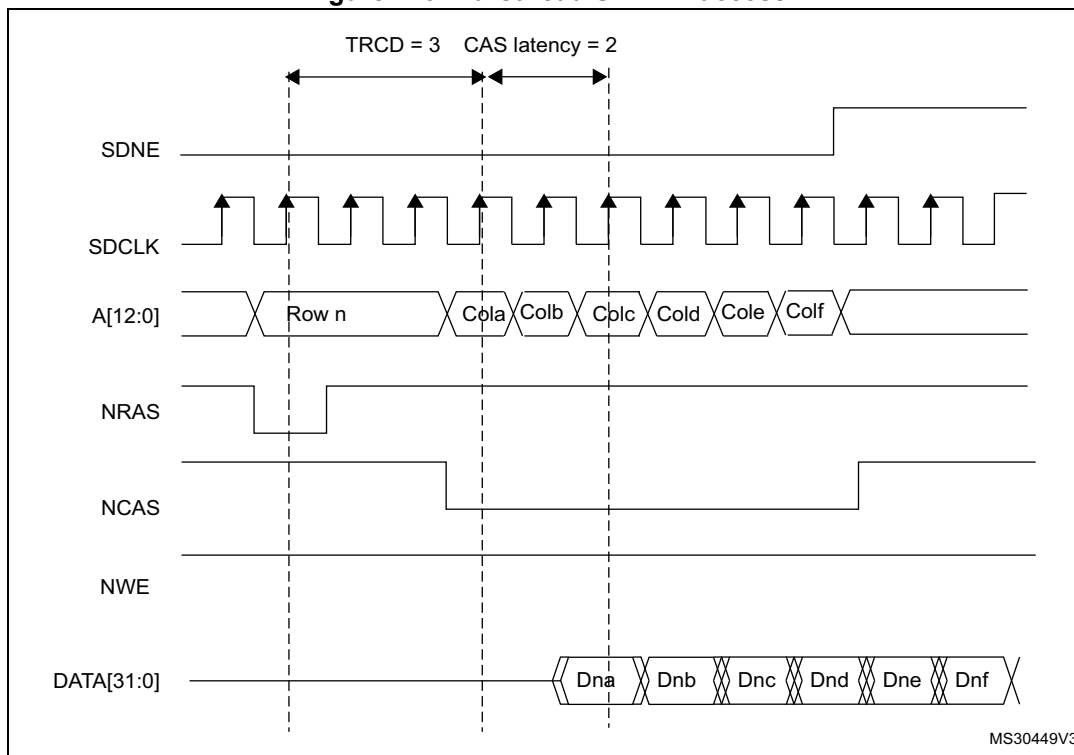 TRCD = 3 CAS latency = 2
SDNE
SDCLK
A[12:0] Row n Cola Colb Colc Cold Cole Colf
NRAS
NCAS
NWE
DATA[31:0] Dna Dnb Dnc Dnd Dne Dnf
MS30449V3